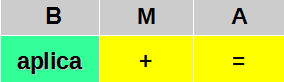 B M A
aplica + =